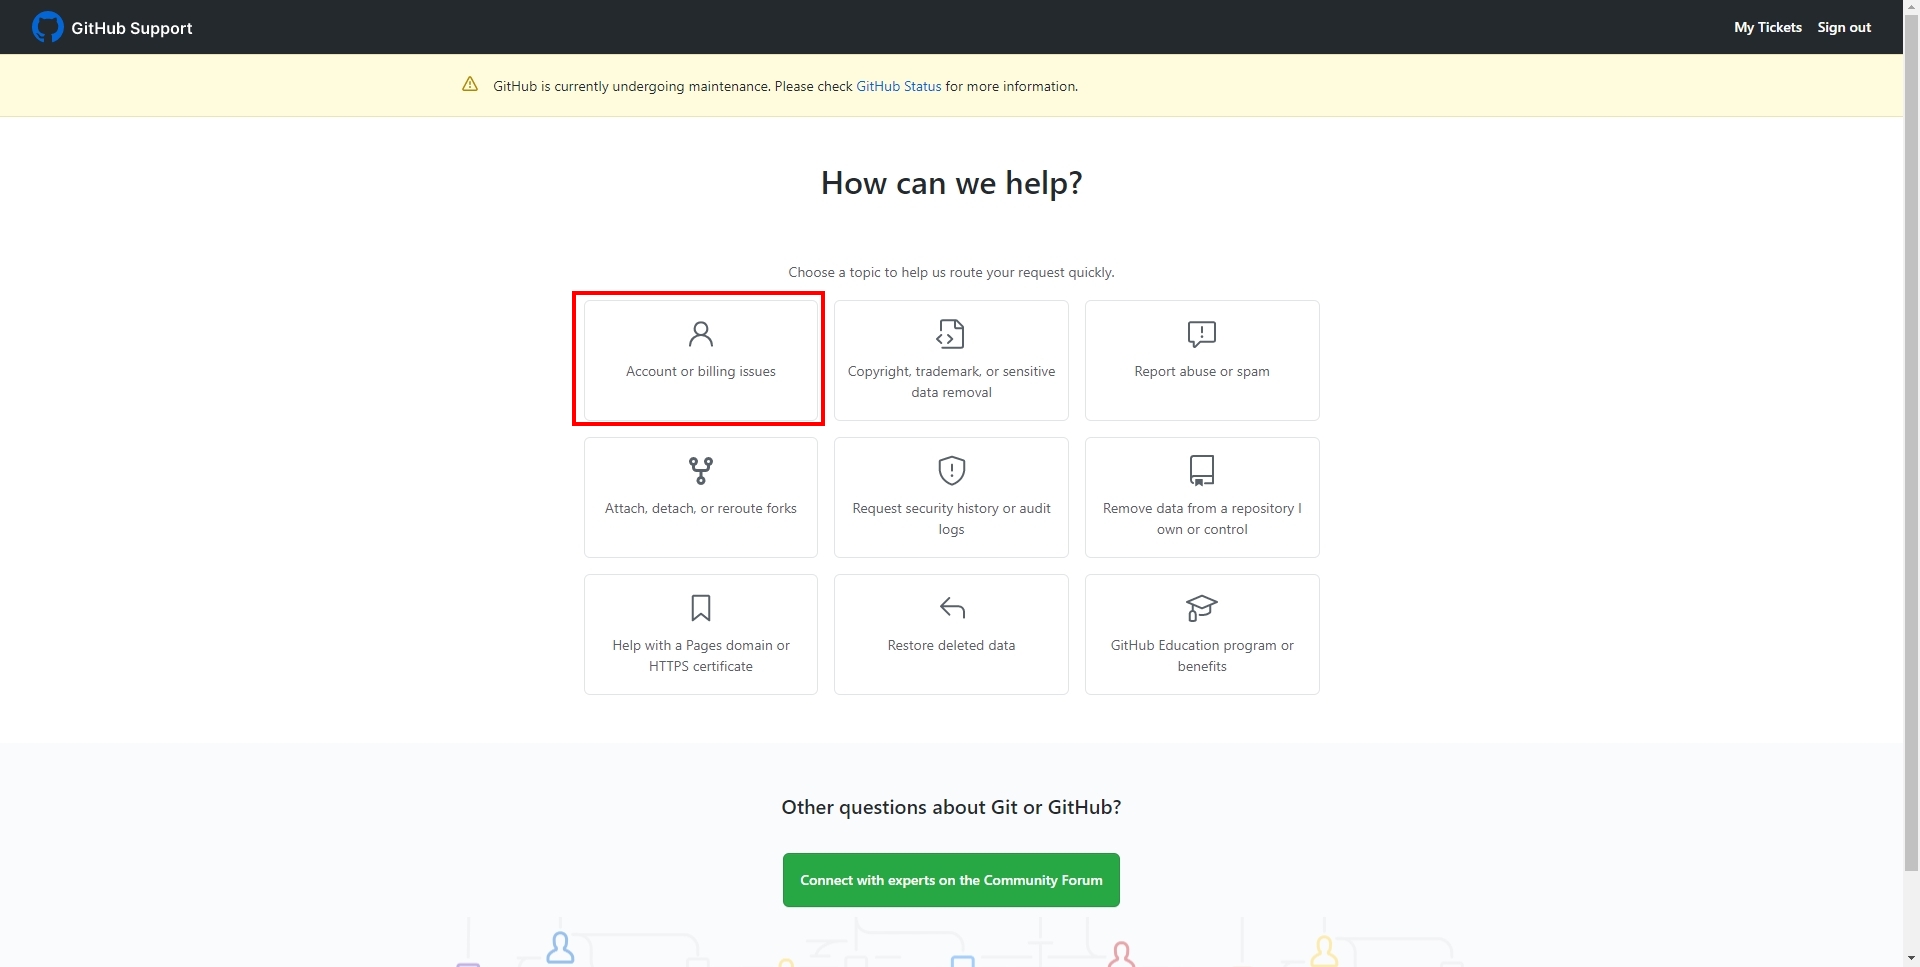 GitHub Support
My Tickets Sign out
GitHub is currently undergoing maintenance. Please check GitHub Status for more information.
How can we help?
Choose a topic to help us route your request quickly.
Account or billing issues
Copyright, trademark, or sensitive
data removal
Report abuse or spam
Attach, detach, or reroute forks
Request security history or audit
logs
Remove data from a repository I
own or control
Help with a Pages domain or
HTTPS certificate
Restore deleted data
GitHub Education program or
benefits
Other questions about Git or GitHub?
Connect with experts on the Community Forum